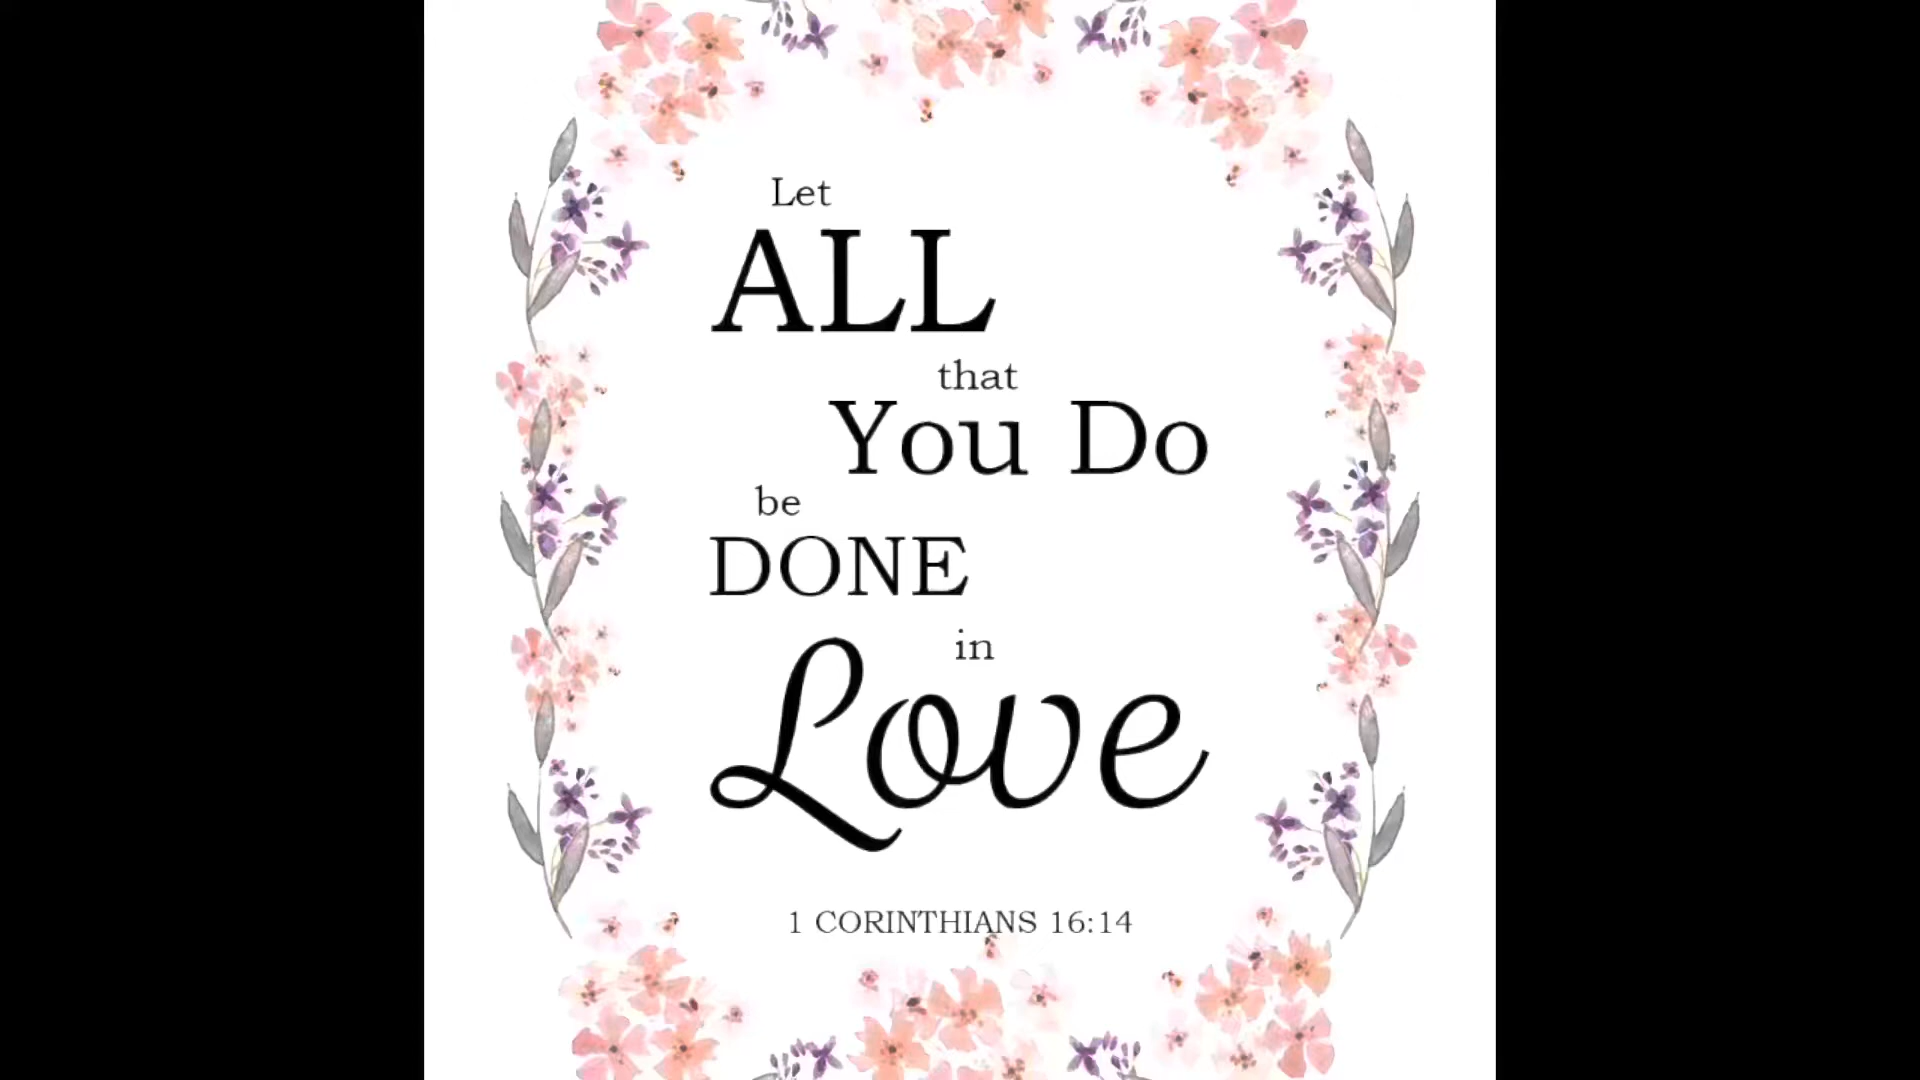 Let
ALL
that
You Do
be
DONE
in
Love
1 CORINTHIANS 16:14